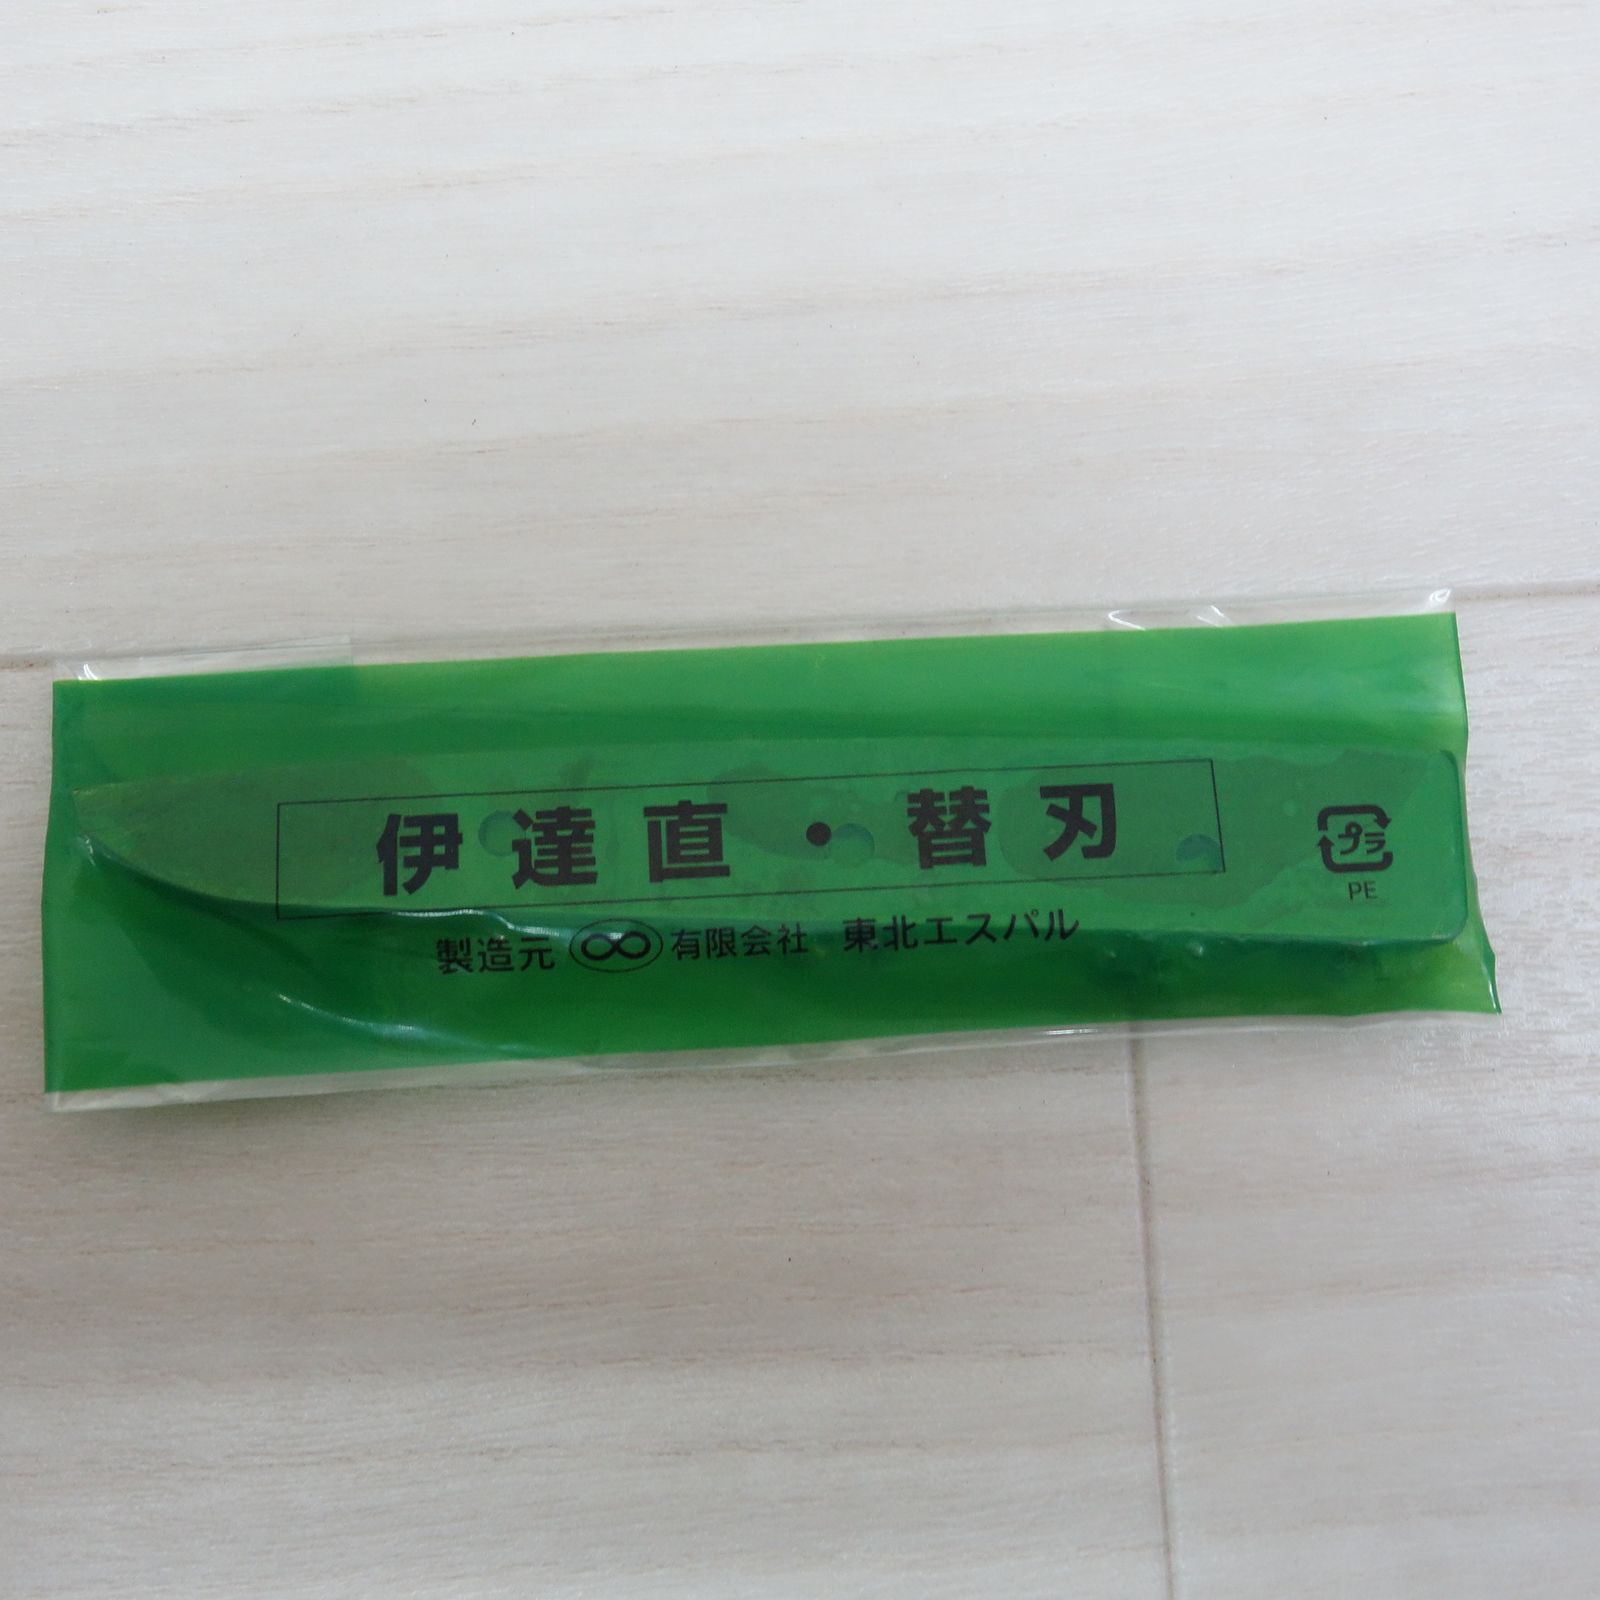 伊達直・替刃
製造元 有限会社 東北エスパル
プラ
PE